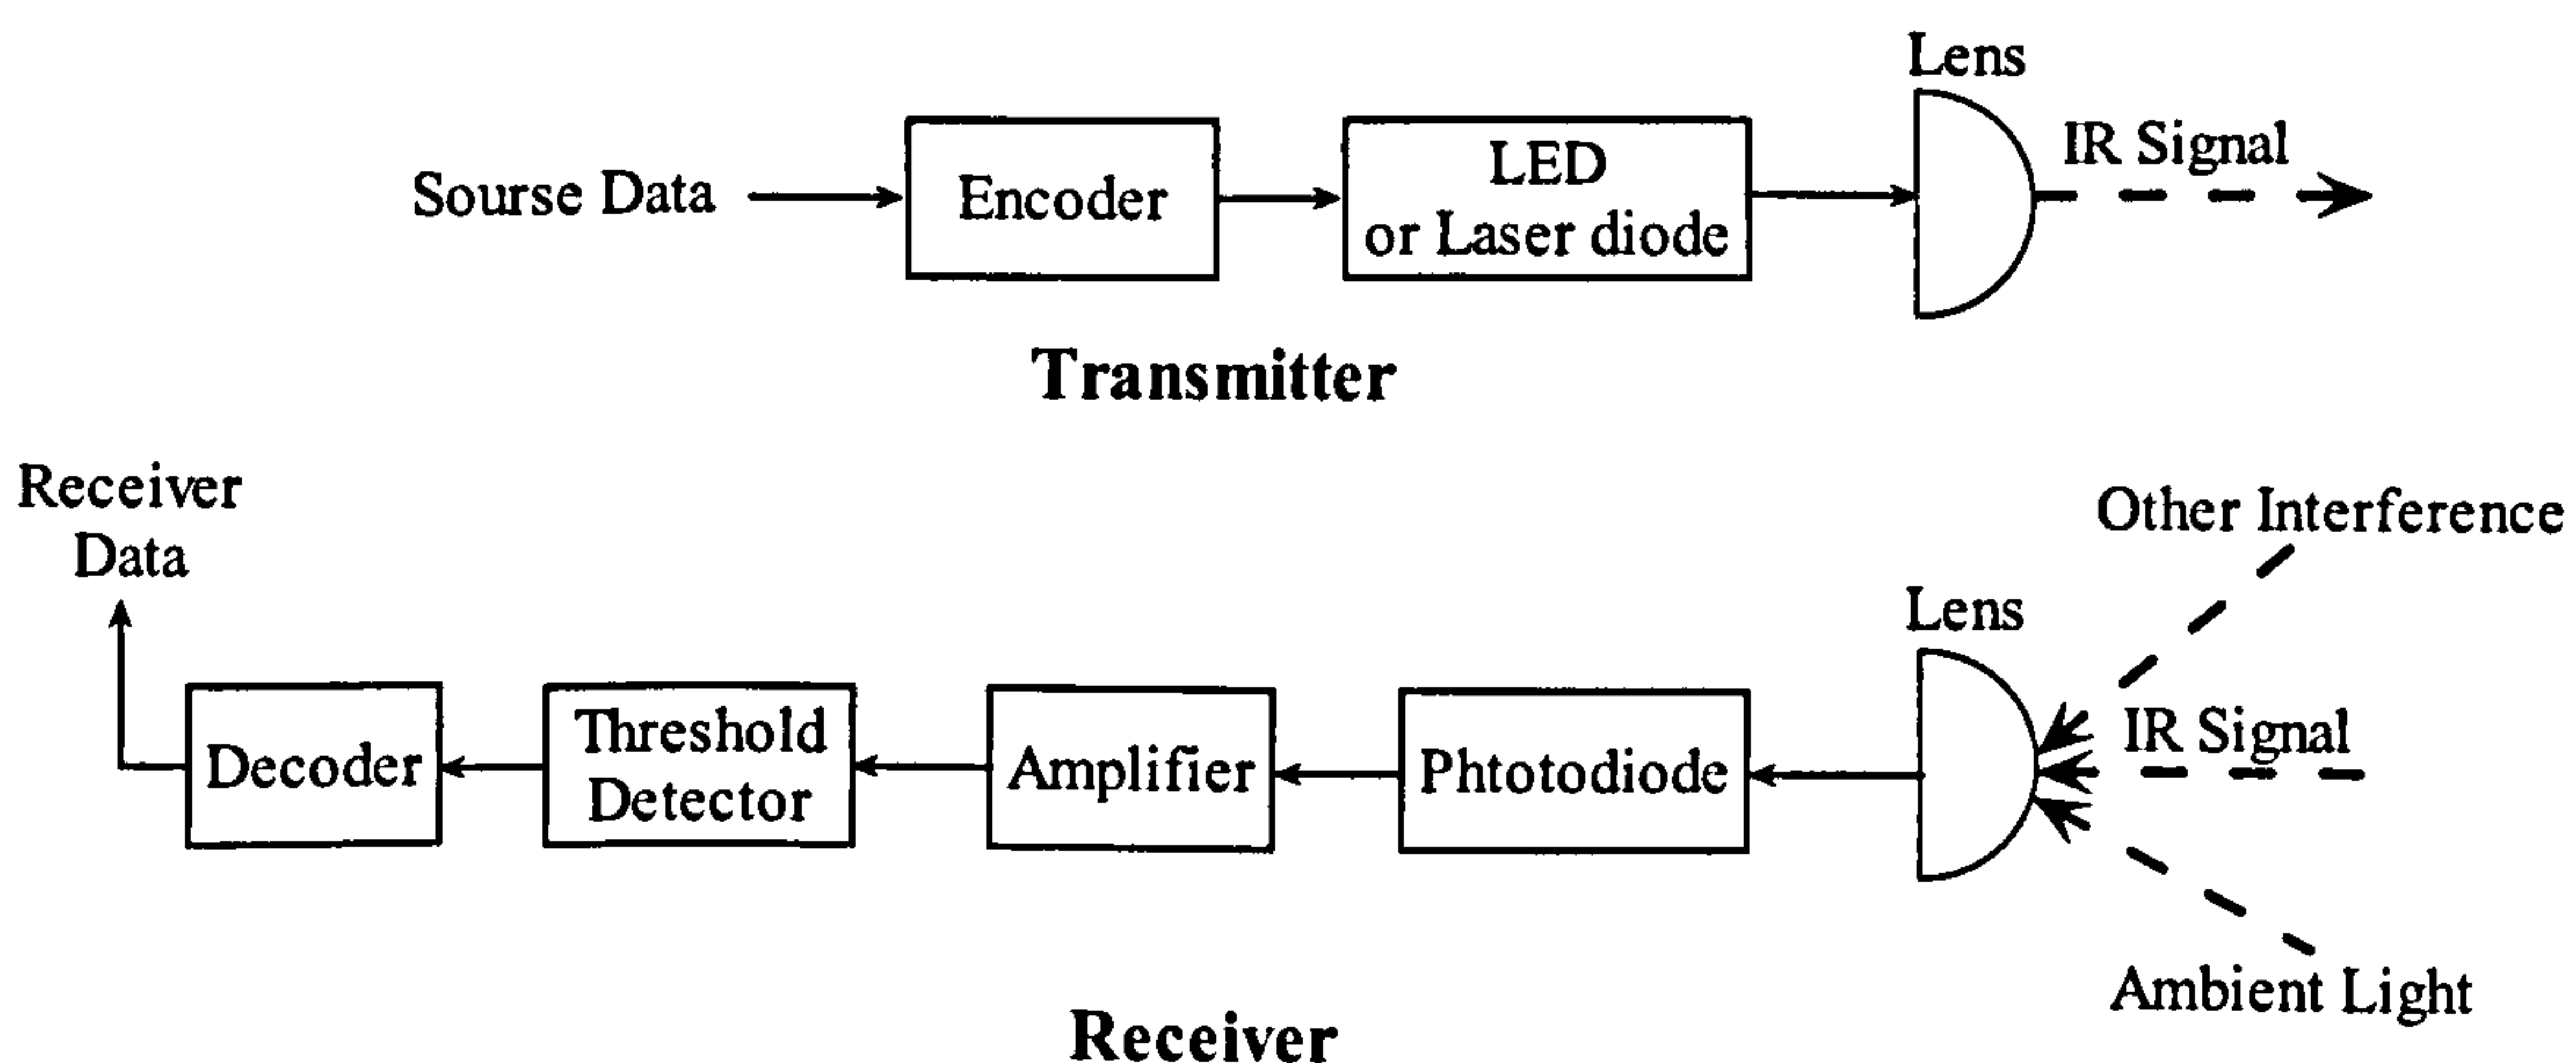 Lens
IR Signal
Sourse Data
Encoder
LED
or Laser diode
Transmitter
Receiver
Data
Other Interference
Lens
IR Signal
Decoder
Threshold
Detector
Amplifier
Phtotodiode
Ambient Light
Receiver